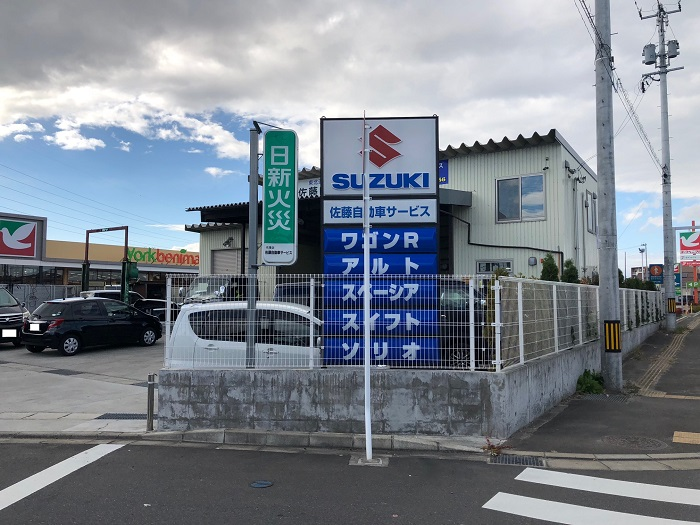 日新火災
SUZUKI
佐藤自動車サービス
ワゴンR
アルト
スペーシア
スイフト
ソリオ
佐藤
york benimaru